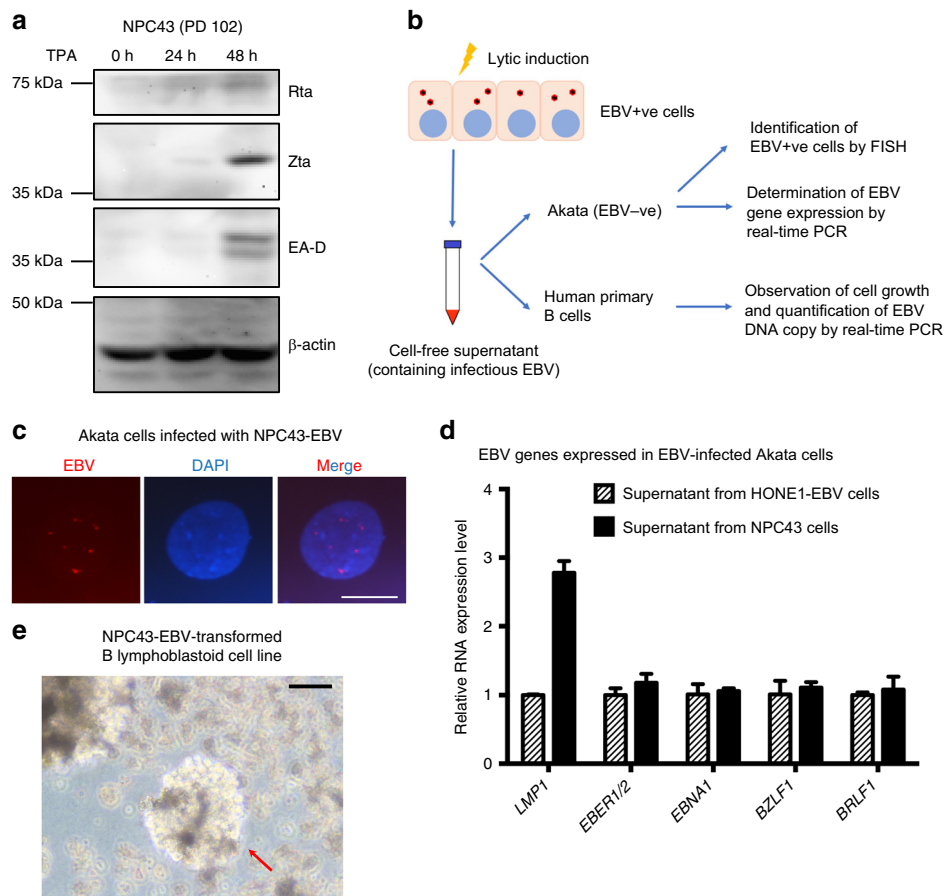 a
NPC43 (PD 102)
TPA 0 h 24 h 48 h
75 kDa
Rta
Zta
35 kDa
EA-D
35 kDa
50 kDa
β-actin
b
Lytic induction
EBV+ve cells
Cell-free supernatant
(containing infectious EBV)
Akata (EBV–ve)
Human primary
B cells
Identification of
EBV+ve cells by FISH
Determination of EBV
gene expression by
real-time PCR
Observation of cell growth
and quantification of EBV
DNA copy by real-time PCR
c
Akata cells infected with NPC43-EBV
EBV DAPI Merge
d
EBV genes expressed in EBV-infected Akata cells
Supernatant from HONE1-EBV cells
Supernatant from NPC43 cells
Relative RNA expression level
4
3
2
1
0
LMP1 EBER1/2 EBNA1 BZLF1 BRLF1
e
NPC43-EBV-transformed
B lymphoblastoid cell line